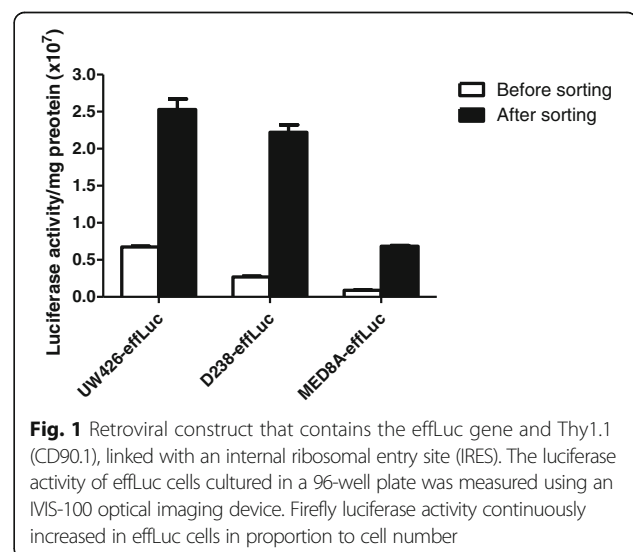 Luciferase activity/mg preotein (x10⁷)
3.0
2.5
2.0
1.5
1.0
0.5
0.0
Before sorting
After sorting
UW426-effLuc
D238-effLuc
MED8A-effLuc
Fig. 1 Retroviral construct that contains the effLuc gene and Thy1.1
(CD90.1), linked with an internal ribosomal entry site (IRES). The luciferase
activity of effLuc cells cultured in a 96-well plate was measured using an
IVIS-100 optical imaging device. Firefly luciferase activity continuously
increased in effLuc cells in proportion to cell number